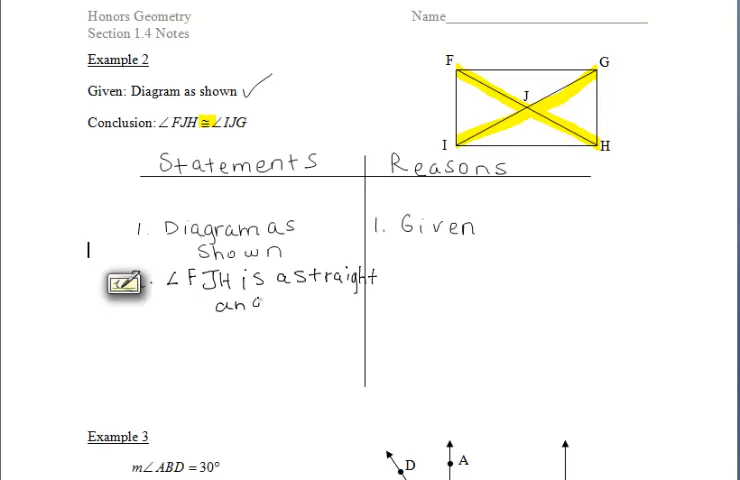 Honors Geometry Name
Section 1.4 Notes
Example 2
Given: Diagram as shown
Conclusion: ∠FJH ≅ ∠IJG
F G
J
I H
Statements Reasons
1. Diagram as 1. Given
shown
∠FJH is a straight
an
Example 3
m∠ABD = 30°
D A